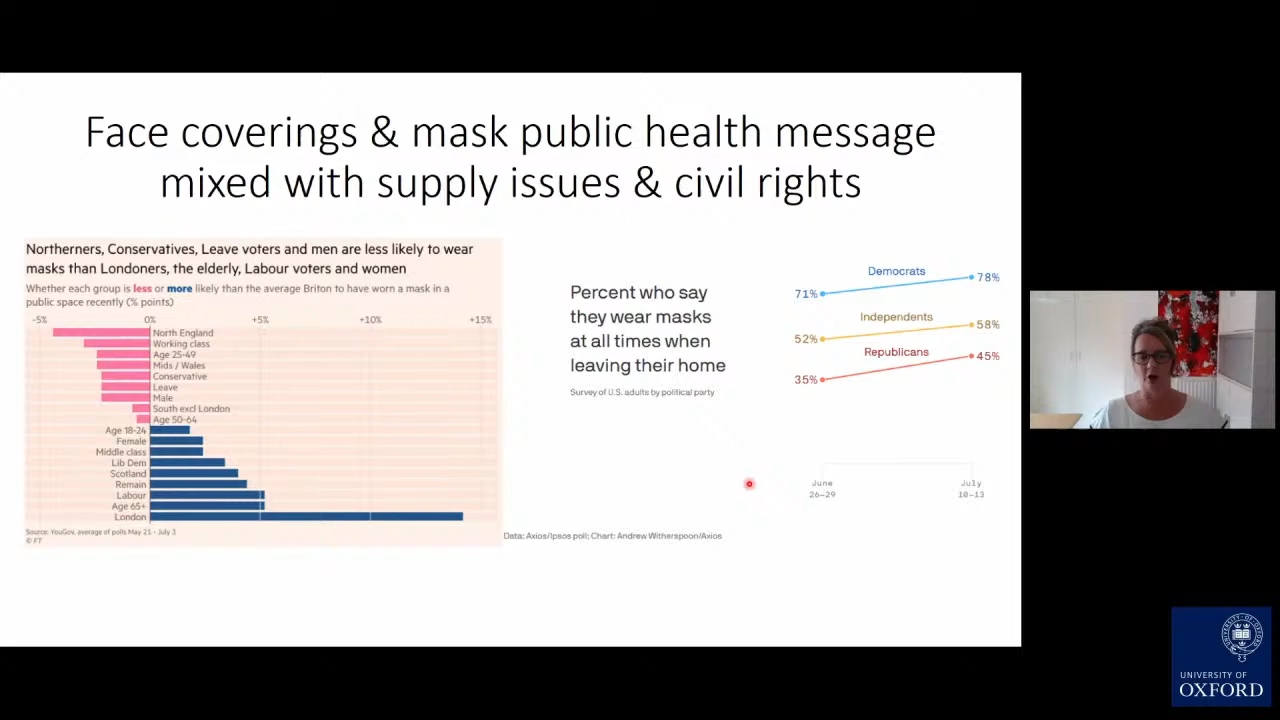 Face coverings & mask public health message
mixed with supply issues & civil rights
Northerners, Conservatives, Leave voters and men are less likely to wear
masks than Londoners, the elderly, Labour voters and women
Whether each group is less or more likely than the average Briton to have worn a mask in a
public space recently (% points)
-5% 0% +5% +10% +15%
North England
Working class
Age 25-49
Mids / Wales
Conservative
Leave
Male
South excl London
Age 50-64
Age 18-24
Female
Middle class
Lib Dem
Scotland
Remain
Labour
Age 65+
London
Source: YouGov, average of polls May 21 - July 3
© FT
Percent who say
they wear masks
at all times when
leaving their home
Survey of U.S. adults by political party
Democrats
71% 78%
Independents
52% 58%
Republicans
35% 45%
June July
26–29 10–13
Data: Axios/Ipsos poll; Chart: Andrew Witherspoon/Axios
UNIVERSITY OF
OXFORD